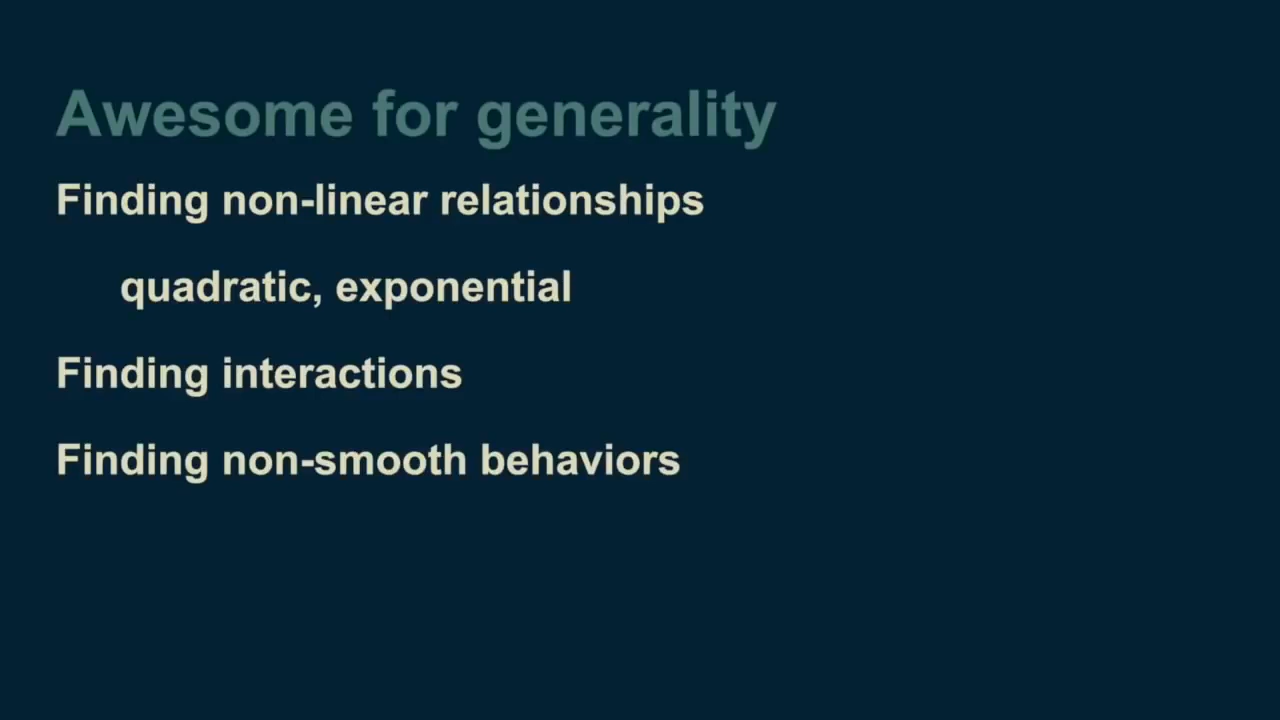 Awesome for generality
Finding non-linear relationships
quadratic, exponential
Finding interactions
Finding non-smooth behaviors